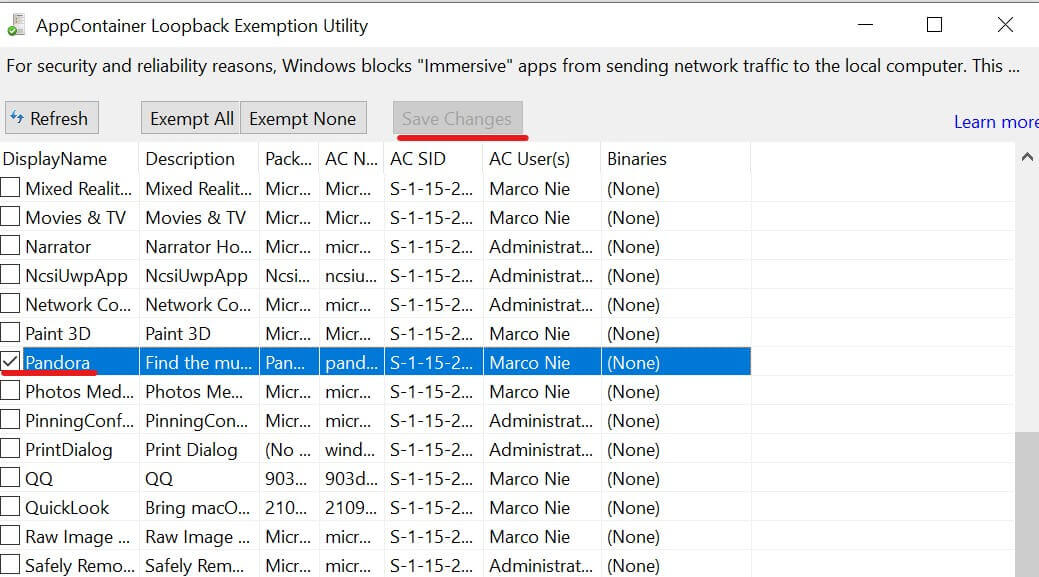 AppContainer Loopback Exemption Utility
For security and reliability reasons, Windows blocks "Immersive" apps from sending network traffic to the local computer. This ...
Refresh Exempt All Exempt None Save Changes Learn more
DisplayName Description Pack... AC N... AC SID AC User(s) Binaries
Mixed Realit... Mixed Realit... Micr... Micr... S-1-15-2... Marco Nie (None)
Movies & TV Movies & TV Micr... Micr... S-1-15-2... Marco Nie (None)
Narrator Narrator Ho... Micr... micr... S-1-15-2... Administrat... (None)
NcsiUwpApp NcsiUwpApp Ncsi... ncsiu... S-1-15-2... Administrat... (None)
Network Co... Network Co... Micr... micr... S-1-15-2... Administrat... (None)
Paint 3D Paint 3D Micr... micr... S-1-15-2... Marco Nie (None)
Pandora Find the mu... Pan... pand... S-1-15-2... Marco Nie (None)
Photos Med... Photos Me... Micr... micr... S-1-15-2... Marco Nie (None)
PinningConf... PinningCon... Micr... micr... S-1-15-2... Administrat... (None)
PrintDialog Print Dialog (No ... wind... S-1-15-2... Administrat... (None)
QQ QQ 903... 903d... S-1-15-2... Marco Nie (None)
QuickLook Bring macO... 210... 2109... S-1-15-2... Marco Nie (None)
Raw Image ... Raw Image ... Micr... micr... S-1-15-2... Marco Nie (None)
Safely Remo... Safely Rem... Micr... micr... S-1-15-2... Administrat... (None)